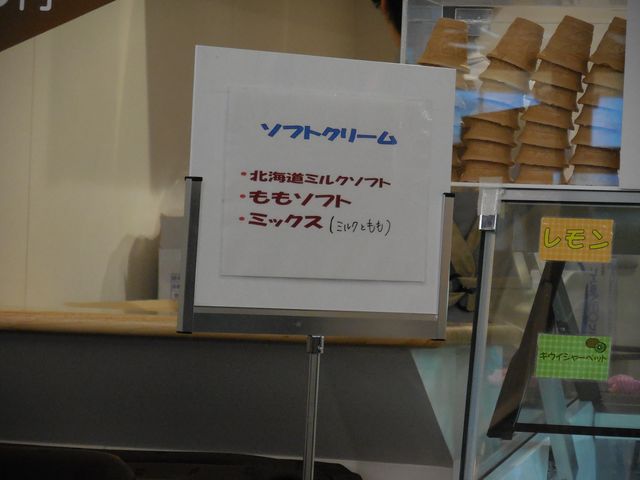 円
ソフトクリーム
・北海道ミルクソフト
・ももソフト
・ミックス(ミルクともも)
レモン
キウイシャーベット